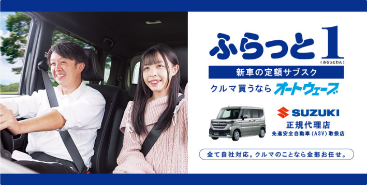 ふらっと1
(ふらっとわん)
新車の定額サブスク
クルマ買うなら オートウェーブ
SUZUKI
正規代理店
先進安全自動車(ASV)取扱店
全て自社対応。クルマのことなら全部お任せ。